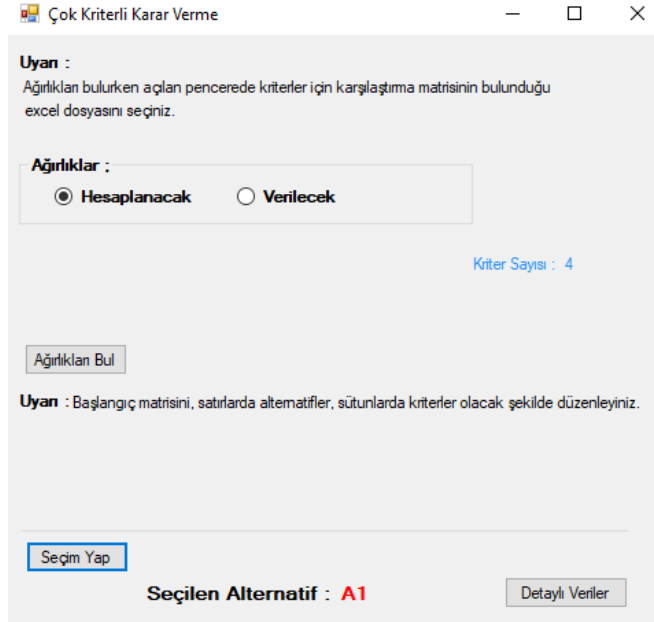 Çok Kriterli Karar Verme
Uyarı :
Ağırlıkları bulurken açılan pencerede kriterler için karşılaştırma matrisinin bulunduğu
excel dosyasını seçiniz.
Ağırlıklar :
Hesaplanacak Verilecek
Kriter Sayısı : 4
Ağırlıkları Bul
Uyarı : Başlangıç matrisini, satırlarda alternatifler, sütunlarda kriterler olacak şekilde düzenleyiniz.
Seçim Yap
Seçilen Alternatif : A1
Detaylı Veriler